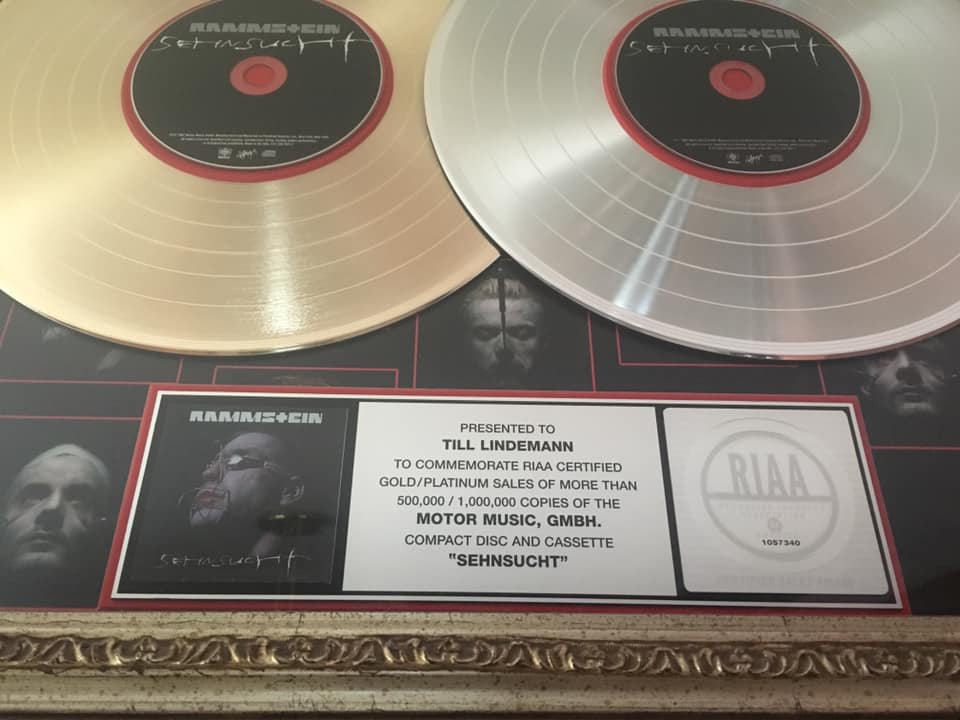 RAMMSTEIN
SEHNSUCHT
RAMMSTEIN
SEHNSUCHT
RAMMSTEIN
SEHNSUCHT
PRESENTED TO
TILL LINDEMANN
TO COMMEMORATE RIAA CERTIFIED
GOLD/PLATINUM SALES OF MORE THAN
500,000 / 1,000,000 COPIES OF THE
MOTOR MUSIC, GMBH.
COMPACT DISC AND CASSETTE
"SEHNSUCHT"
RIAA
1057340